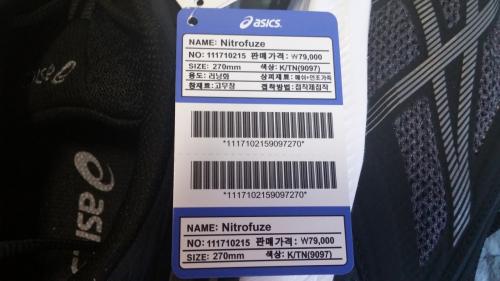 asics
NAME: Nitrofuze
NO: 111710215 판매가격: ₩79,000
SIZE: 270mm 색상: K/TN(9097)
용도: 러닝화 상피재료: 메쉬+인조가죽
창재료: 고무창 접착방법: 접착제접착
*1117102159097270*
*1117102159097270*
NAME: Nitrofuze
NO: 111710215 판매가격: ₩79,000
SIZE: 270mm 색상: K/TN(9097)
asi